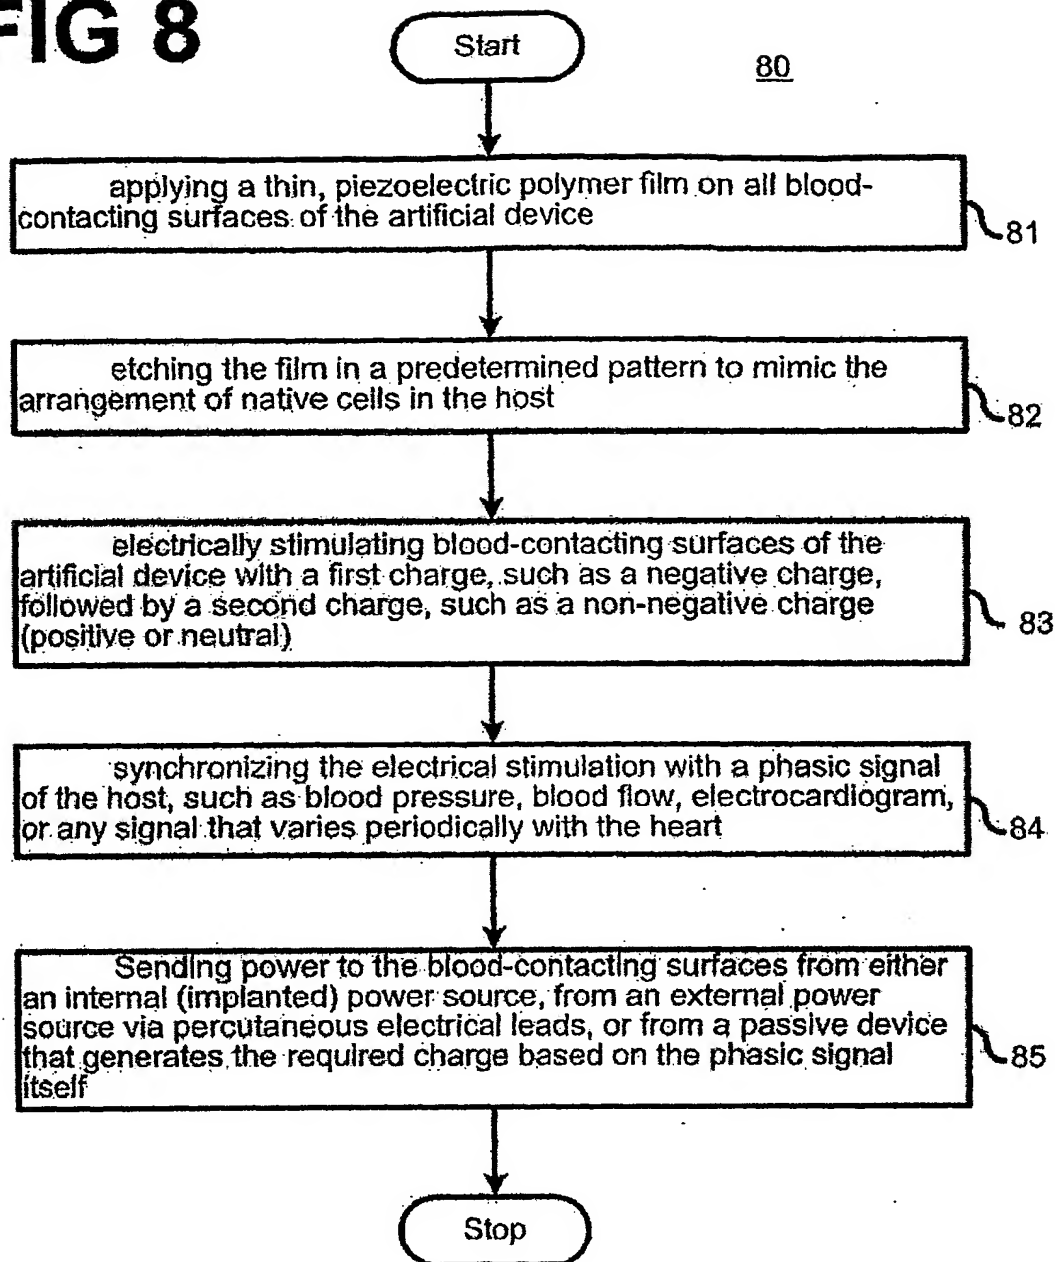 FIG 8
Start
80
applying a thin, piezoelectric polymer film on all blood-
contacting surfaces of the artificial device
81
etching the film in a predetermined pattern to mimic the
arrangement of native cells in the host
82
electrically stimulating blood-contacting surfaces of the
artificial device with a first charge, such as a negative charge,
followed by a second charge, such as a non-negative charge
(positive or neutral)
83
synchronizing the electrical stimulation with a phasic signal
of the host, such as blood pressure, blood flow, electrocardiogram,
or any signal that varies periodically with the heart
84
Sending power to the blood-contacting surfaces from either
an internal (implanted) power source, from an external power
source via percutaneous electrical leads, or from a passive device
that generates the required charge based on the phasic signal
itself
85
Stop